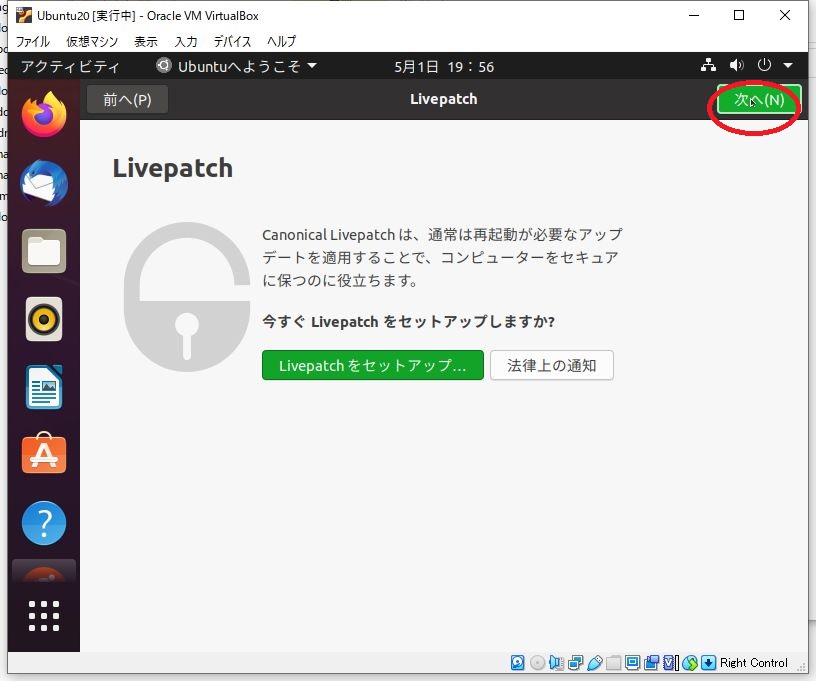 Ubuntu20 [実行中] - Oracle VM VirtualBox
ファイル 仮想マシン 表示 入力 デバイス ヘルプ
アクティビティ Ubuntuへようこそ 5月1日 19：56
前へ(P) Livepatch 次へ(N)
Livepatch
Canonical Livepatch は、通常は再起動が必要なアップ
デートを適用することで、コンピューターをセキュア
に保つのに役立ちます。
今すぐ Livepatch をセットアップしますか?
Livepatch をセットアップ… 法律上の通知
Right Control